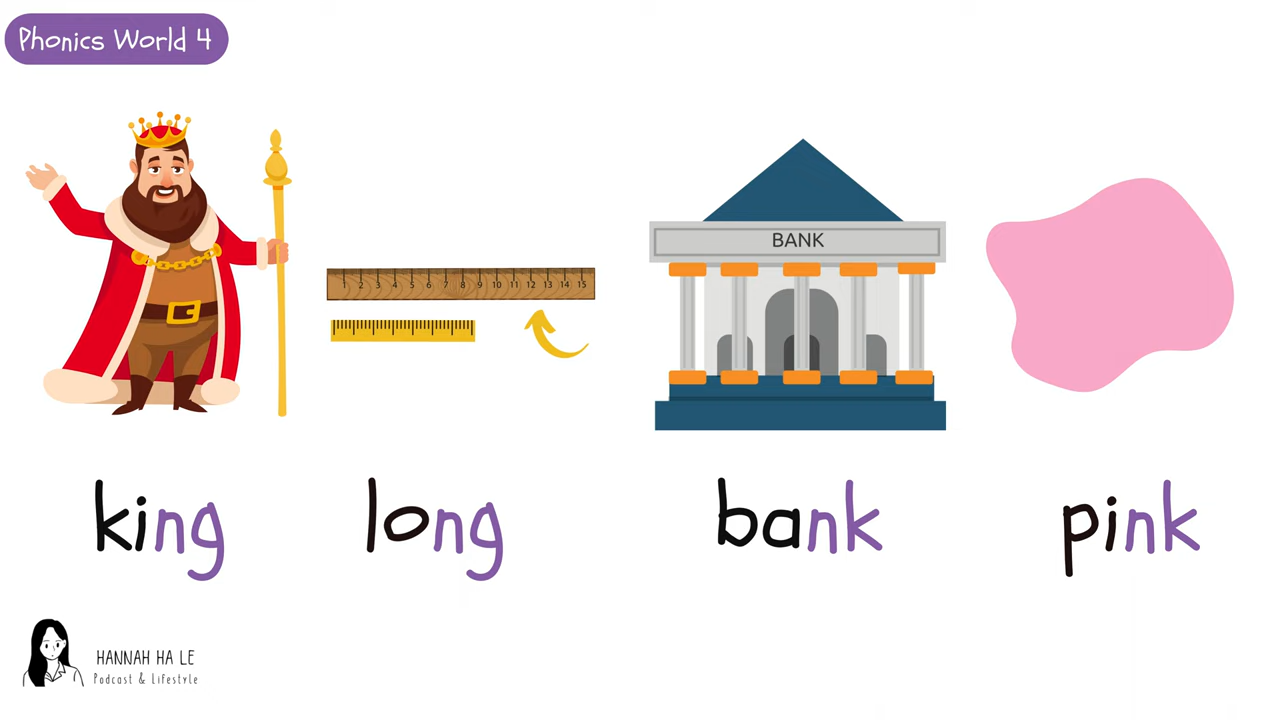 Phonics World 4
1 2 3 4 5 6 7 8 9 10 11 12 13 14 15
BANK
king long bank pink
HANNAH HA LE
Podcast & Lifestyle